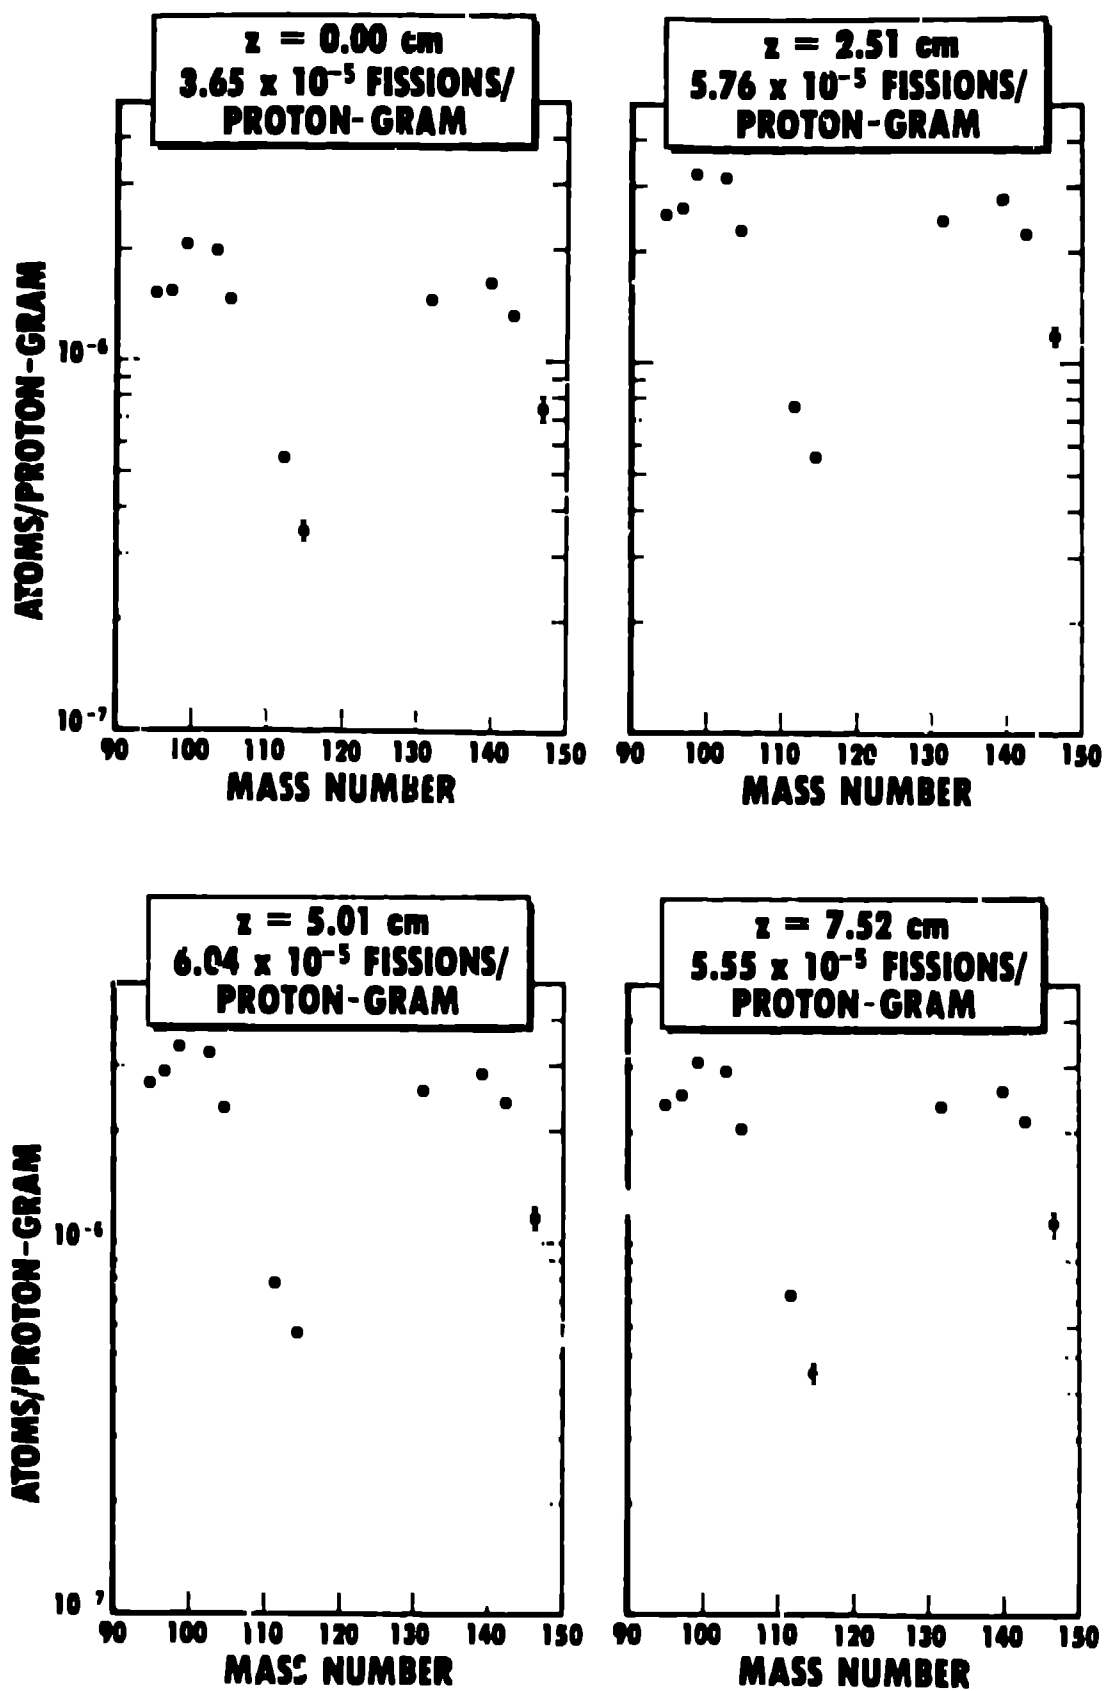 z = 0.00 cm
3.65 x 10⁻⁵ FISSIONS/
PROTON-GRAM
z = 2.51 cm
5.76 x 10⁻⁵ FISSIONS/
PROTON-GRAM
ATOMS/PROTON-GRAM
10⁻⁶
10⁻⁷
90 100 110 120 130 140 150
MASS NUMBER
90 100 110 120 130 140 150
MASS NUMBER
z = 5.01 cm
6.04 x 10⁻⁵ FISSIONS/
PROTON-GRAM
z = 7.52 cm
5.55 x 10⁻⁵ FISSIONS/
PROTON-GRAM
ATOMS/PROTON-GRAM
10⁻⁶
10⁻⁷
90 100 110 120 130 140 150
MASS NUMBER
90 100 110 120 130 140 150
MASS NUMBER